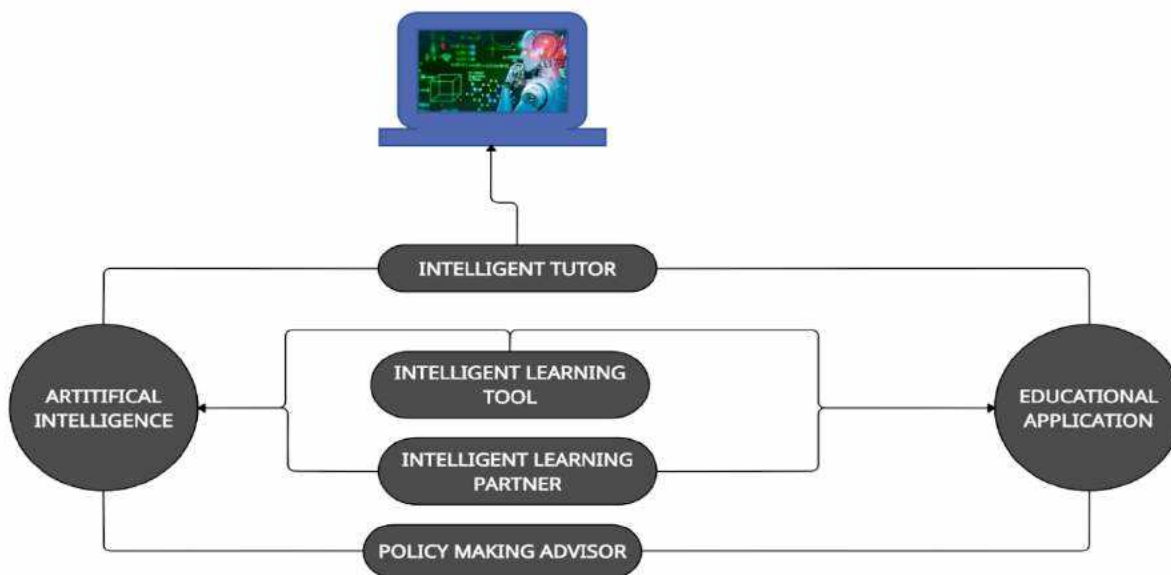 INTELLIGENT TUTOR
ARTITIFICAL
INTELLIGENCE
INTELLIGENT LEARNING
TOOL
INTELLIGENT LEARNING
PARTNER
EDUCATIONAL
APPLICATION
POLICY MAKING ADVISOR